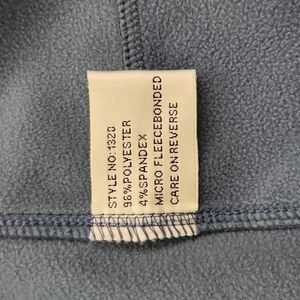 STYLE NO:1320
96%POLYESTER
4%SPANDEX
MICRO FLEECEBONDED
CARE ON REVERSE